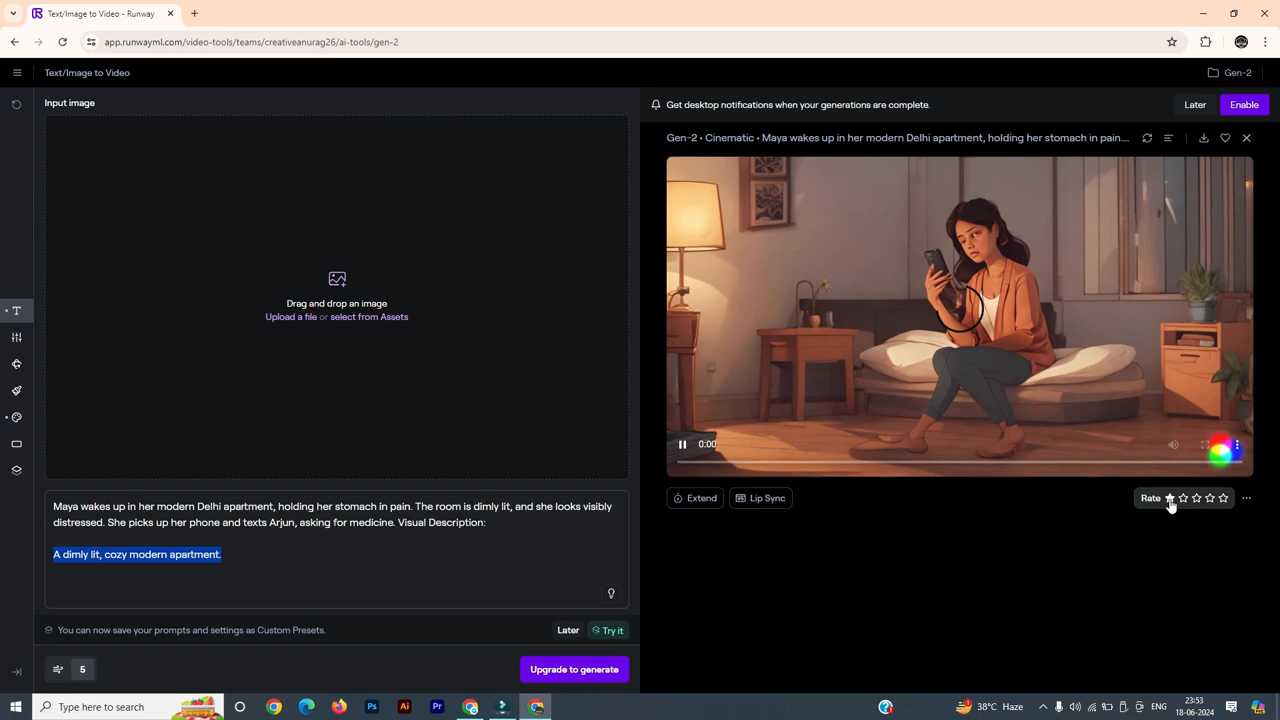 Text/Image to Video - Runway
app.runwayml.com/video-tools/teams/creativeanurag26/ai-tools/gen-2
Text/Image to Video
Gen-2
Input image
Get desktop notifications when your generations are complete.
Later
Enable
Gen-2 • Cinematic • Maya wakes up in her modern Delhi apartment, holding her stomach in pain....
Drag and drop an image
Upload a file or select from Assets
0:00
Extend
Lip Sync
Rate
Maya wakes up in her modern Delhi apartment, holding her stomach in pain. The room is dimly lit, and she looks visibly
distressed. She picks up her phone and texts Arjun, asking for medicine. Visual Description:
A dimly lit, cozy modern apartment.
You can now save your prompts and settings as Custom Presets.
Later
Try it
5
Upgrade to generate
Type here to search
Ps
Ai
Pr
38°C Haze
ENG
23:53
18-06-2024